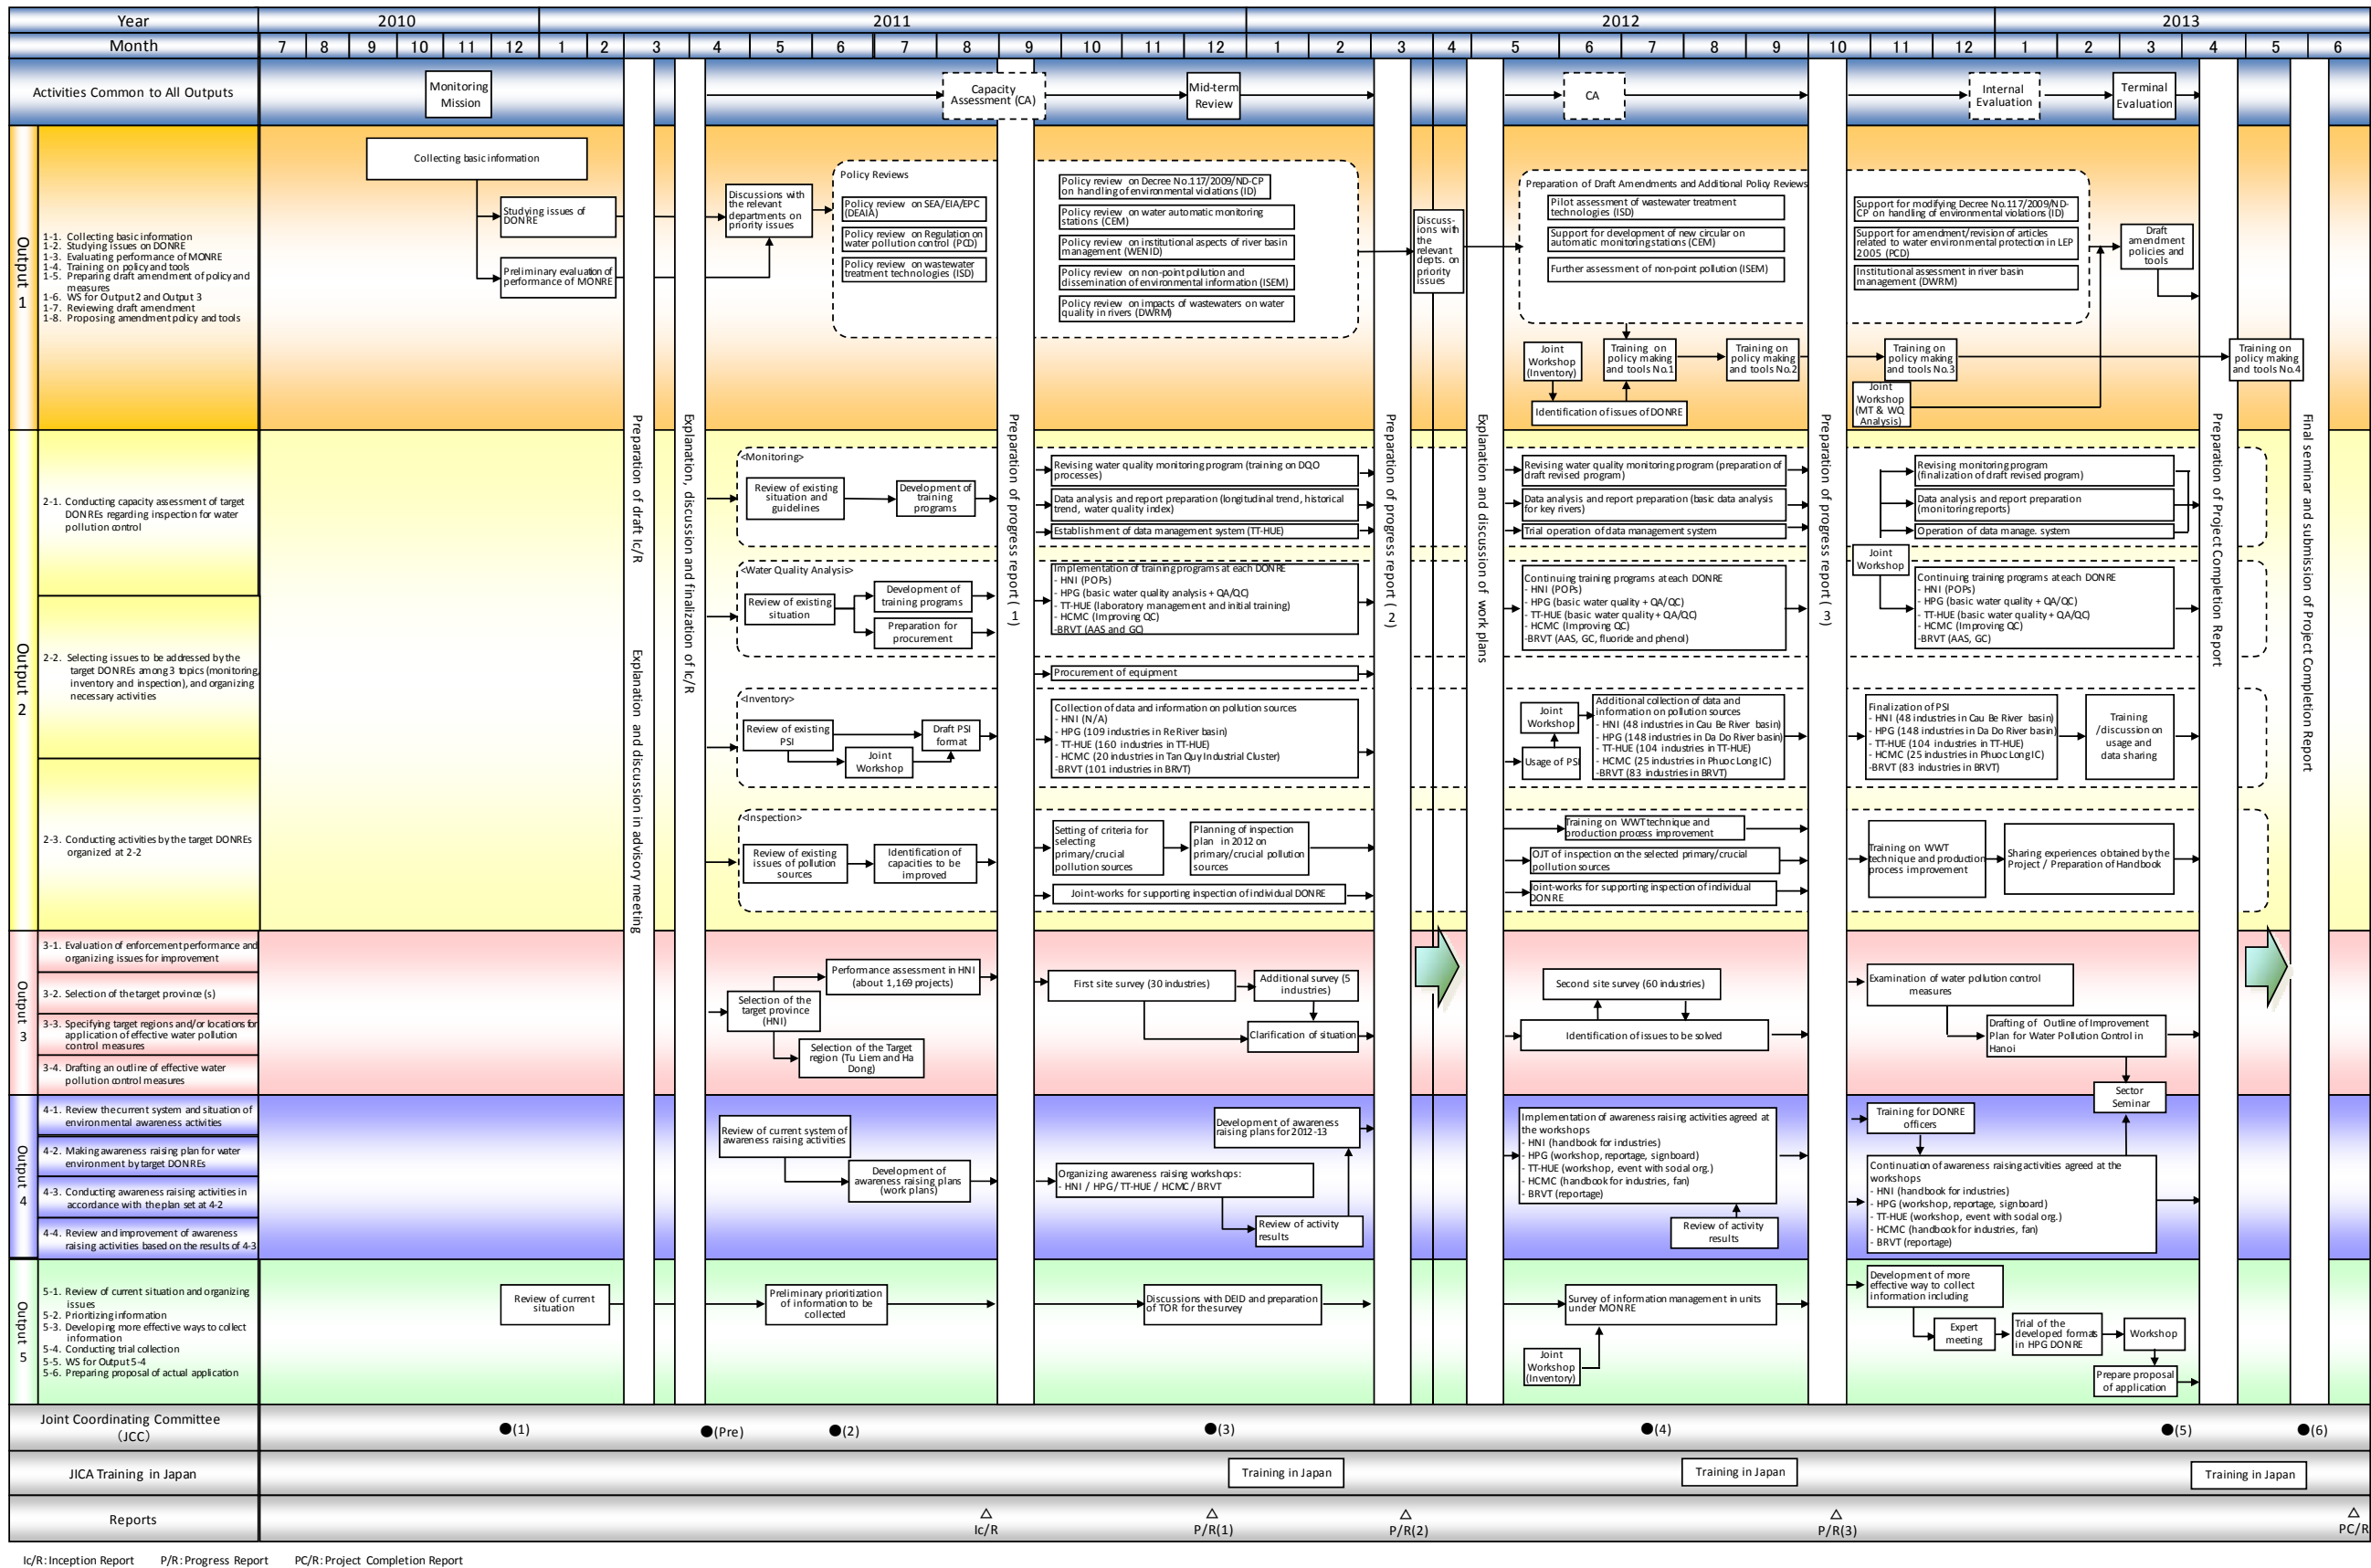 Year
2010
2011
2012
2013
Month
7 8 9 10 11 12 1 2 3 4 5 6 7 8 9 10 11 12 1 2 3 4 5 6 7 8 9 10 11 12 1 2 3 4 5 6
Activities Common to All Outputs
Monitoring
Mission
Capacity
Assessment (CA)
Mid-term
Review
CA
Internal
Evaluation
Terminal
Evaluation
Output 1
1-1. Collecting basic information
1-2. Studying issues on DONRE
1-3. Evaluating performance of MONRE
1-4. Training on policy and tools
1-5. Preparing draft amendment of policy and
measures
1-6. WS for Output 2 and Output 3
1-7. Reviewing draft amendment
1-8. Proposing amendment policy and tools
Collecting basic information
Studying issues of
DONRE
Preliminary evaluation of
performance of MONRE
Discussions with
the relevant
departments on
priority issues
Policy Reviews
Policy review on SEA/EIA/EPC
(DEAIA)
Policy review on Regulation on
water pollution control (PCD)
Policy review on wastewater
treatment technologies (ISD)
Policy review on Decree No.117/2009/ND-CP
on handling of environmental violations (ID)
Policy review on water automatic monitoring
stations (CEM)
Policy review on institutional aspects of river basin
management (WENID)
Policy review on non-point pollution and
dissemination of environmental information (ISEM)
Policy review on impacts of wastewaters on water
quality in rivers (DWRM)
Discuss-
ions with
the
relevant
depts. on
priority
issues
Preparation of Draft Amendments and Additional Policy Reviews
Pilot assessment of wastewater treatment
technologies (ISD)
Support for development of new circular on
automatic monitoring stations (CEM)
Further assessment of non-point pollution (ISEM)
Support for modifying Decree No.117/2009/ND-
CP on handling of environmental violations (ID)
Support for amendment/revision of articles
related to water environmental protection in LEP
2005 (PCD)
Institutional assessment in river basin
management (DWRM)
Draft
amendment
policies and
tools
Joint
Workshop
(Inventory)
Training on
policy making
and tools No.1
Training on
policy making
and tools No.2
Training on
policy making
and tools No.3
Training on
policy making
and tools No.4
Identification of issues of DONRE
Joint
Workshop
(MT & WQ
Analysis)
Preparation of draft Ic/R
Explanation and discussion in advisory meeting
Explanation, discussion and finalization of Ic/R
Preparation of progress report (1)
Preparation of progress report (2)
Explanation and discussion of work plans
Preparation of progress report (3)
Preparation of Project Completion Report
Final seminar and submission of Project Completion Report
Output 2
2-1. Conducting capacity assessment of target
DONREs regarding inspection for water
pollution control
2-2. Selecting issues to be addressed by the
target DONREs among 3 topics (monitoring,
inventory and inspection), and organizing
necessary activities
2-3. Conducting activities by the target DONREs
organized at 2-2
<Monitoring>
Review of existing
situation and
guidelines
Development of
training
programs
Revising water quality monitoring program (training on DQO
processes)
Data analysis and report preparation (longitudinal trend, historical
trend, water quality index)
Establishment of data management system (TT-HUE)
Revising water quality monitoring program (preparation of
draft revised program)
Data analysis and report preparation (basic data analysis
for key rivers)
Trial operation of data management system
Revising monitoring program
(finalization of draft revised program)
Data analysis and report preparation
(monitoring reports)
Operation of data manage. system
<Water Quality Analysis>
Review of existing
situation
Development of
training programs
Preparation for
procurement
Implementation of training programs at each DONRE
- HNI (POPs)
- HPG (basic water quality analysis + QA/QC)
- TT-HUE (laboratory management and initial training)
- HCMC (Improving QC)
-BRVT (AAS and GC)
Continuing training programs at each DONRE
- HNI (POPs)
- HPG (basic water quality + QA/QC)
- TT-HUE (basic water quality + QA/QC)
- HCMC (Improving QC)
-BRVT (AAS, GC, fluoride and phenol)
Joint
Workshop
Continuing training programs at each DONRE
- HNI (POPs)
- HPG (basic water quality + QA/QC)
- TT-HUE (basic water quality + QA/QC)
- HCMC (Improving QC)
-BRVT (AAS, GC)
Procurement of equipment
<Inventory>
Review of existing
PSI
Joint
Workshop
Draft PSI
format
Collection of data and information on pollution sources
- HNI (N/A)
- HPG (109 industries in Re River basin)
- TT-HUE (160 industries in TT-HUE)
- HCMC (20 industries in Tan Quy Industrial Cluster)
-BRVT (101 industries in BRVT)
Joint
Workshop
Usage of PSI
Additional collection of data and
information on pollution sources
- HNI (48 industries in Cau Be River basin)
- HPG (148 industries in Da Do River basin)
- TT-HUE (104 industries in TT-HUE)
- HCMC (25 industries in Phuoc Long IC)
-BRVT (83 industries in BRVT)
Finalization of PSI
- HNI (48 industries in Cau Be River basin)
- HPG (148 industries in Da Do River basin)
- TT-HUE (104 industries in TT-HUE)
- HCMC (25 industries in Phuoc Long IC)
-BRVT (83 industries in BRVT)
Training
/discussion on
usage and
data sharing
<Inspection>
Review of existing
issues of pollution
sources
Identification of
capacities to be
improved
Setting of criteria for
selecting
primary/crucial
pollution sources
Planning of inspection
plan in 2012 on
primary/crucial pollution
sources
Joint-works for supporting inspection of individual DONRE
Training on WWT technique and
production process improvement
OJT of inspection on the selected primary/crucial
pollution sources
Joint-works for supporting inspection of individual
DONRE
Training on WWT
technique and production
process improvement
Sharing experiences obtained by the
Project / Preparation of Handbook
Output 3
3-1. Evaluation of enforcement performance and
organizing issues for improvement
3-2. Selection of the target province (s)
3-3. Specifying target regions and/or locations for
application of effective water pollution
control measures
3-4. Drafting an outline of effective water
pollution control measures
Selection of the
target province
(HNI)
Performance assessment in HNI
(about 1,169 projects)
Selection of the Target
region (Tu Liem and Ha
Dong)
First site survey (30 industries)
Additional survey (5
industries)
Clarification of situation
Second site survey (60 industries)
Identification of issues to be solved
Examination of water pollution control
measures
Drafting of Outline of Improvement
Plan for Water Pollution Control in
Hanoi
Sector
Seminar
Output 4
4-1. Review the current system and situation of
environmental awareness activities
4-2. Making awareness raising plan for water
environment by target DONREs
4-3. Conducting awareness raising activities in
accordance with the plan set at 4-2
4-4. Review and improvement of awareness
raising activities based on the results of 4-3
Review of current system of
awareness raising activities
Development of
awareness raising plans
(work plans)
Development of awareness
raising plans for 2012-13
Organizing awareness raising workshops:
- HNI / HPG/ TT-HUE / HCMC/ BRVT
Review of activity
results
Implementation of awareness raising activities agreed at
the workshops
- HNI (handbook for industries)
- HPG (workshop, reportage, signboard)
- TT-HUE (workshop, event with social org.)
- HCMC (handbook for industries, fan)
- BRVT (reportage)
Review of activity
results
Training for DONRE
officers
Continuation of awareness raising activities agreed at the
workshops
- HNI (handbook for industries)
- HPG (workshop, reportage, signboard)
- TT-HUE (workshop, event with social org.)
- HCMC (handbook for industries, fan)
- BRVT (reportage)
Output 5
5-1. Review of current situation and organizing
issues
5-2. Prioritizing information
5-3. Developing more effective ways to collect
information
5-4. Conducting trial collection
5-5. WS for Output 5-4
5-6. Preparing proposal of actual application
Review of current
situation
Preliminary prioritization
of information to be
collected
Discussions with DEID and preparation
of TOR for the survey
Survey of information management in units
under MONRE
Joint
Workshop
(Inventory)
Development of more
effective way to collect
information including
Expert
meeting
Trial of the
developed formats
in HPG DONRE
Workshop
Prepare proposal
of application
Joint Coordinating Committee
(JCC)
●(1) ●(Pre) ●(2) ●(3) ●(4) ●(5) ●(6)
JICA Training in Japan
Training in Japan
Training in Japan
Training in Japan
Reports
△ △ △ △ △
Ic/R P/R(1) P/R(2) P/R(3) PC/R
Ic/R: Inception Report P/R: Progress Report PC/R: Project Completion Report